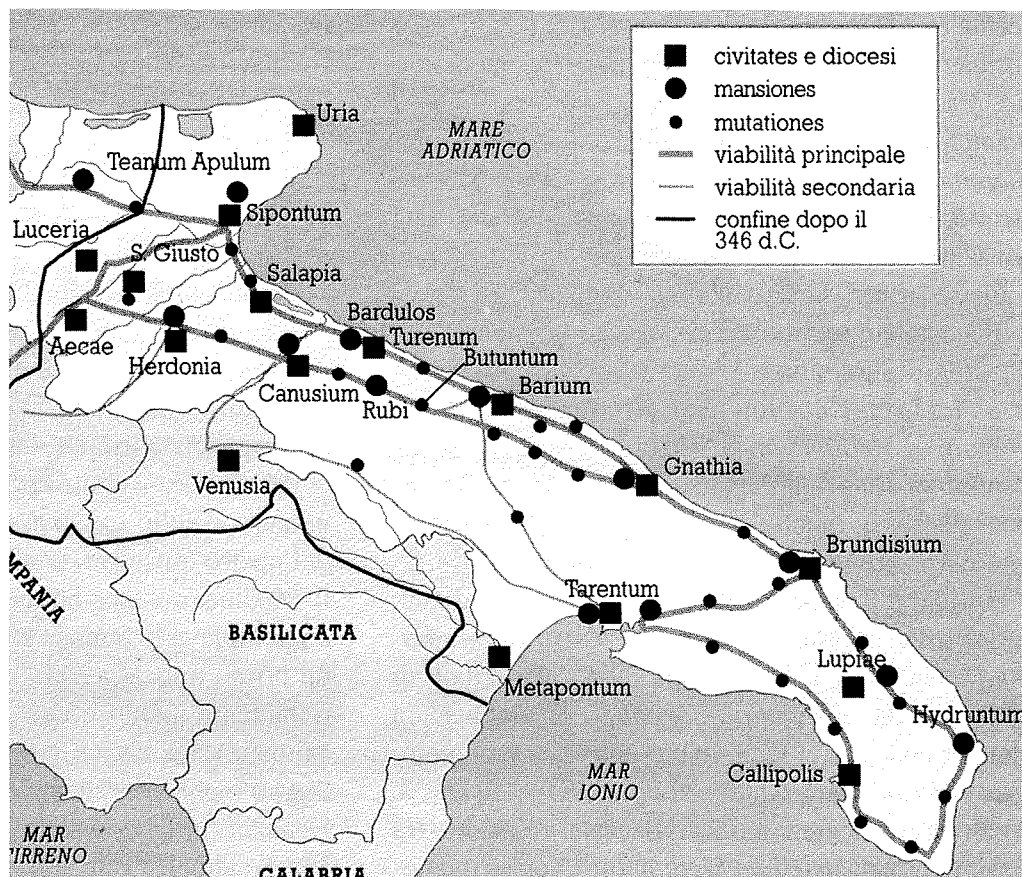 civitates e diocesi
mansiones
mutationes
viabilità principale
viabilità secondaria
confine dopo il
346 d.C.
Uria
MARE
ADRIATICO
Teanum Apulum
Sipontum
Luceria
S. Giusto
Salapia
Bardulos
Turenum
Aecae
Herdonia
Butuntum
Canusium
Barium
Rubi
Gnathia
Venusia
Brundisium
MPANIA
Tarentum
BASILICATA
Lupiae
Metapontum
Hydruntum
MAR
IONIO
Callipolis
MAR
TIRRENO
CALABRIA